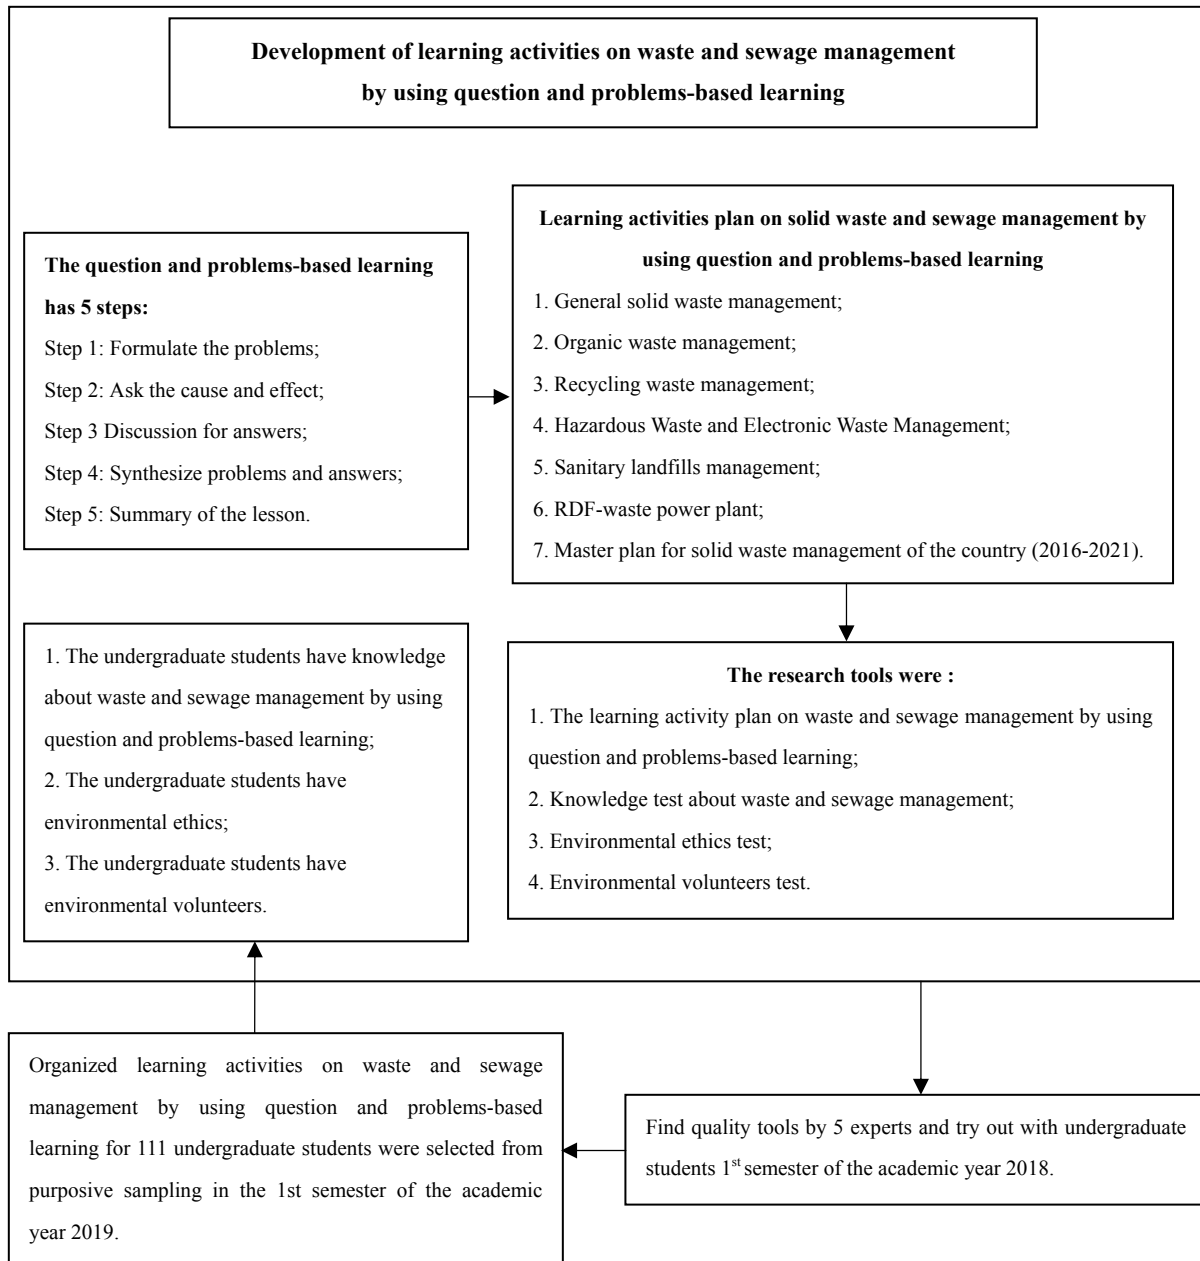 Development of learning activities on waste and sewage management
by using question and problems-based learning
The question and problems-based learning
has 5 steps:
Step 1: Formulate the problems;
Step 2: Ask the cause and effect;
Step 3 Discussion for answers;
Step 4: Synthesize problems and answers;
Step 5: Summary of the lesson.
Learning activities plan on solid waste and sewage management by
using question and problems-based learning
1. General solid waste management;
2. Organic waste management;
3. Recycling waste management;
4. Hazardous Waste and Electronic Waste Management;
5. Sanitary landfills management;
6. RDF-waste power plant;
7. Master plan for solid waste management of the country (2016-2021).
The research tools were :
1. The learning activity plan on waste and sewage management by using
question and problems-based learning;
2. Knowledge test about waste and sewage management;
3. Environmental ethics test;
4. Environmental volunteers test.
1. The undergraduate students have knowledge
about waste and sewage management by using
question and problems-based learning;
2. The undergraduate students have
environmental ethics;
3. The undergraduate students have
environmental volunteers.
Find quality tools by 5 experts and try out with undergraduate
students 1st semester of the academic year 2018.
Organized learning activities on waste and sewage
management by using question and problems-based
learning for 111 undergraduate students were selected from
purposive sampling in the 1st semester of the academic
year 2019.